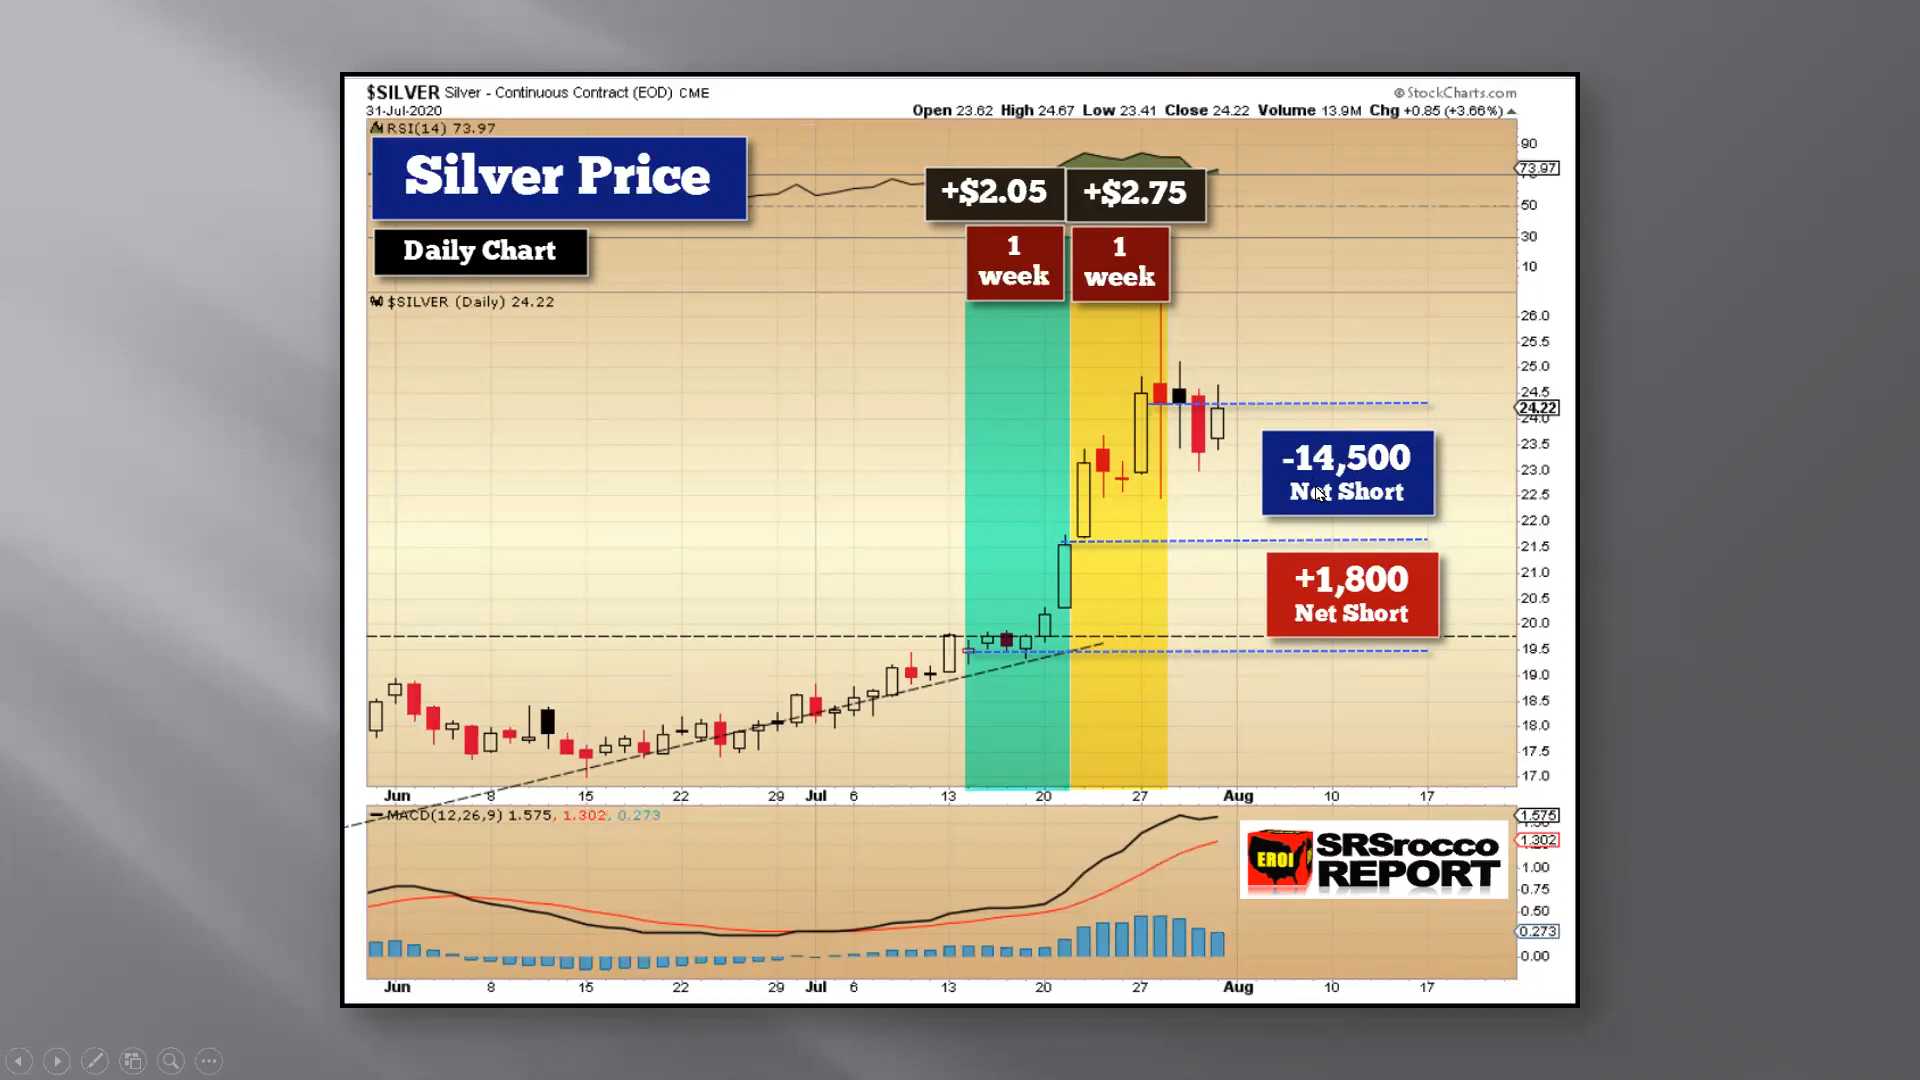 $SILVER Silver - Continuous Contract (EOD) CME
© StockCharts.com
31-Jul-2020
Open 23.62 High 24.67 Low 23.41 Close 24.22 Volume 13.9M Chg +0.85 (+3.66%)
RSI(14) 73.97
Silver Price
Daily Chart
+$2.05
+$2.75
1
week
1
week
90
73.97
50
30
10
$SILVER (Daily) 24.22
26.0
25.5
25.0
24.5
24.22
24.0
23.5
23.0
22.5
22.0
21.5
21.0
20.5
20.0
19.5
19.0
18.5
18.0
17.5
17.0
-14,500
Net Short
+1,800
Net Short
Jun 8 15 22 29 Jul 6 13 20 27 Aug 10 17
MACD(12,26,9) 1.575, 1.302, 0.273
1.575
1.302
1.00
0.75
0.50
0.273
0.00
EROI
SRSrocco
REPORT
Jun 8 15 22 29 Jul 6 13 20 27 Aug 10 17